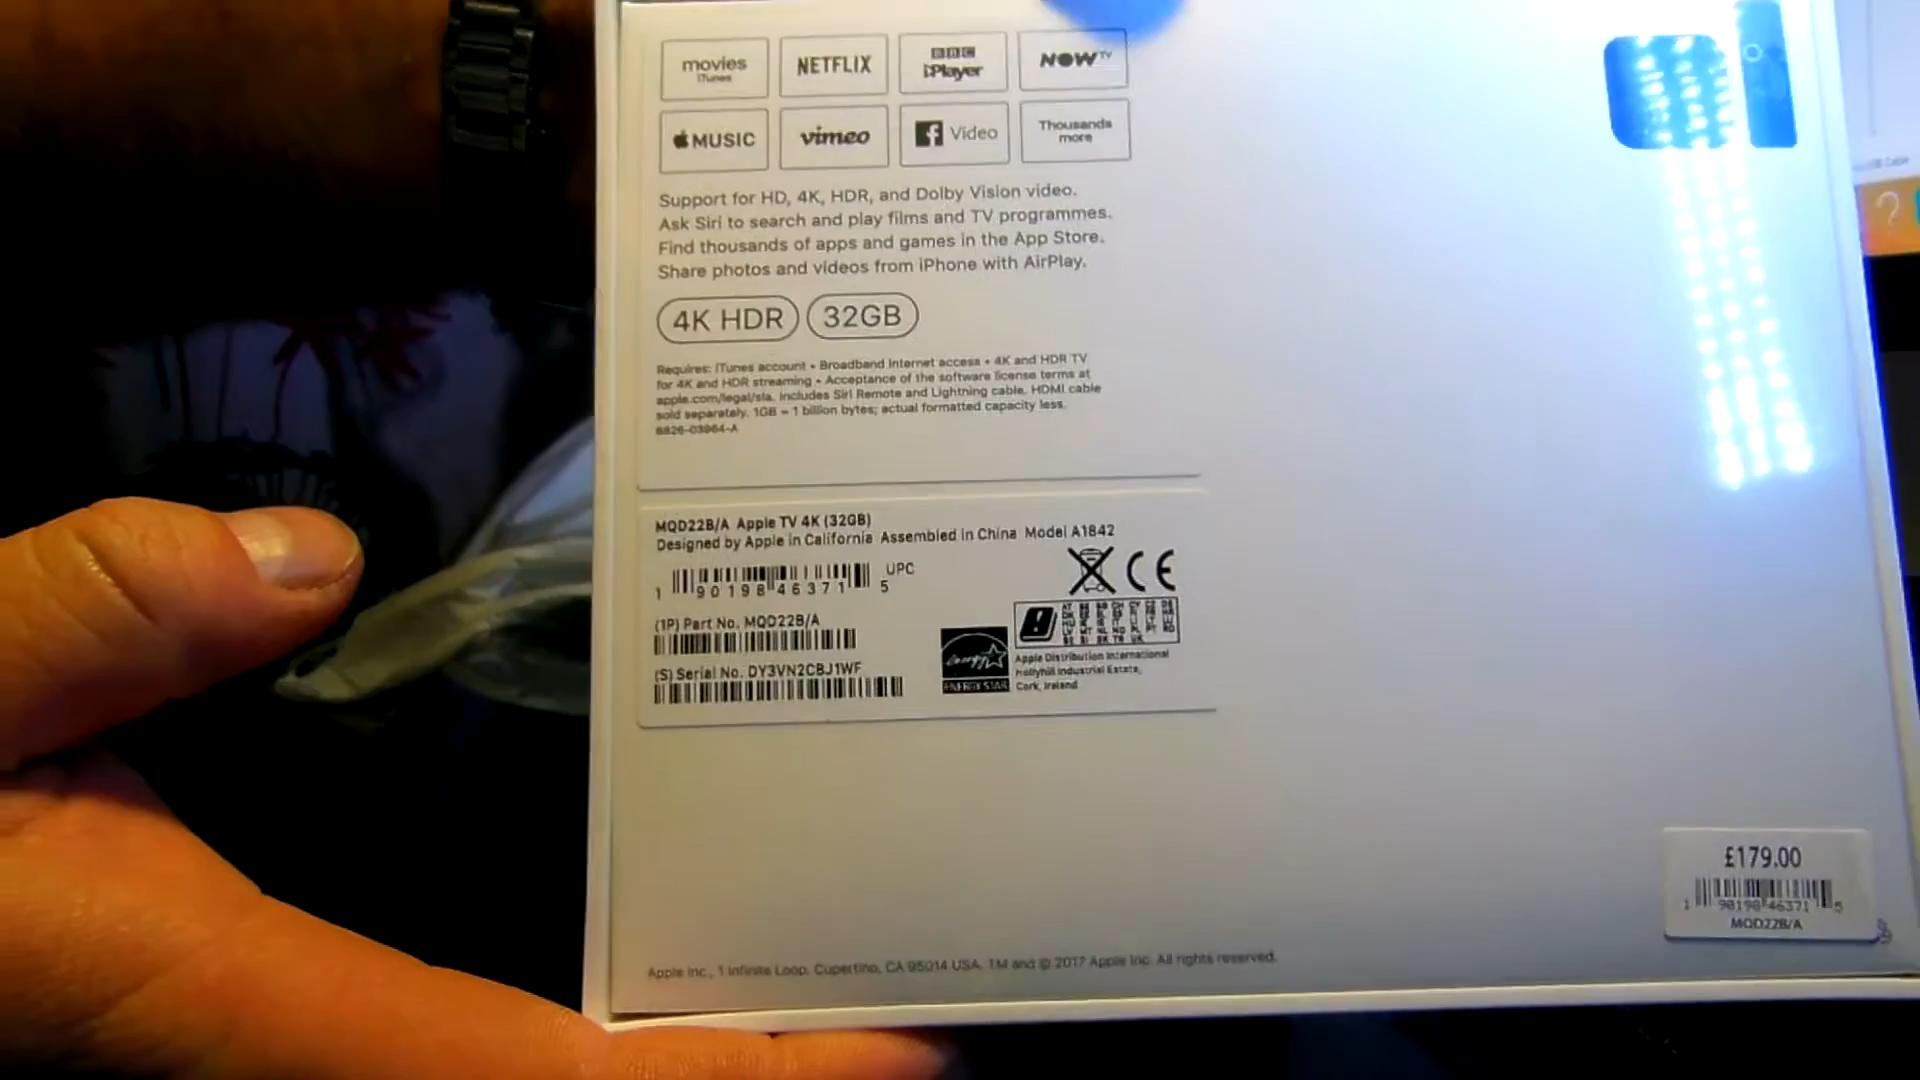 movies
iTunes
NETFLIX
BBC
iPlayer
NOW TV
MUSIC
vimeo
f Video
Thousands
more
Support for HD, 4K, HDR, and Dolby Vision video.
Ask Siri to search and play films and TV programmes.
Find thousands of apps and games in the App Store.
Share photos and videos from iPhone with AirPlay.
4K HDR
32GB
Requires: iTunes account • Broadband Internet access • 4K and HDR TV
for 4K and HDR streaming • Acceptance of the software license terms at
apple.com/legal/sla. Includes Siri Remote and Lightning cable. HDMI cable
sold separately. 1GB = 1 billion bytes; actual formatted capacity less.
MQD22B/A Apple TV 4K (32GB)
Designed by Apple in California Assembled in China Model A1842
UPC
1 90198 46371 5
CE
(1P) Part No. MQD22B/A
(S) Serial No. DY3VN2CBJ1WF
energy
ENERGY STAR
Apple Distribution International
Hollyhill Industrial Estate,
Cork, Ireland
£179.00
1 90198 46371 5
MQD22B/A
Apple Inc., 1 Infinite Loop, Cupertino, CA 95014 USA. TM and © 2017 Apple Inc. All rights reserved.
?